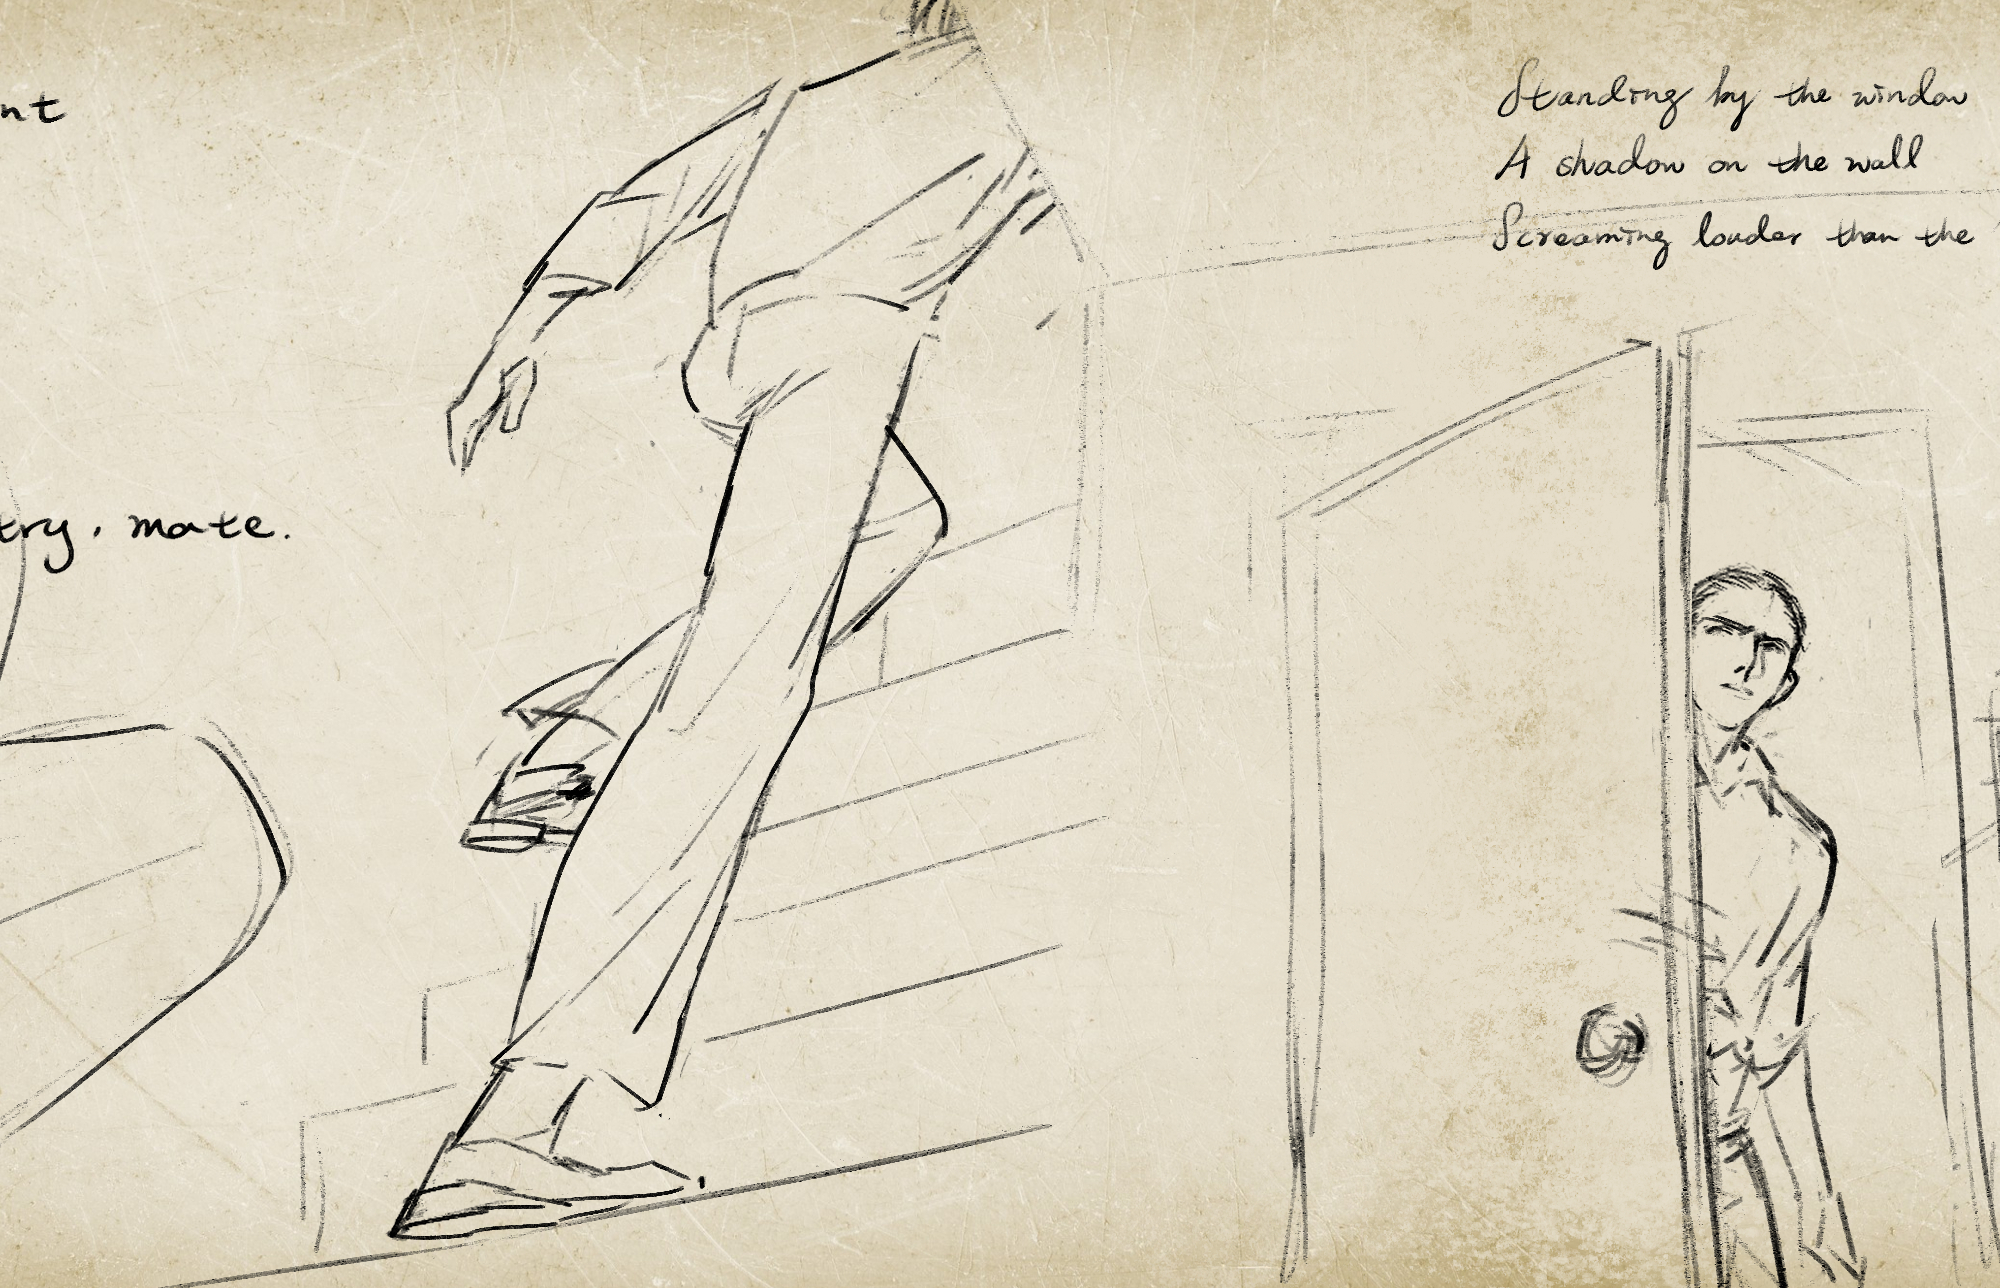 nt
try, mate.
Standing by the window
A shadow on the wall
Screaming louder than the